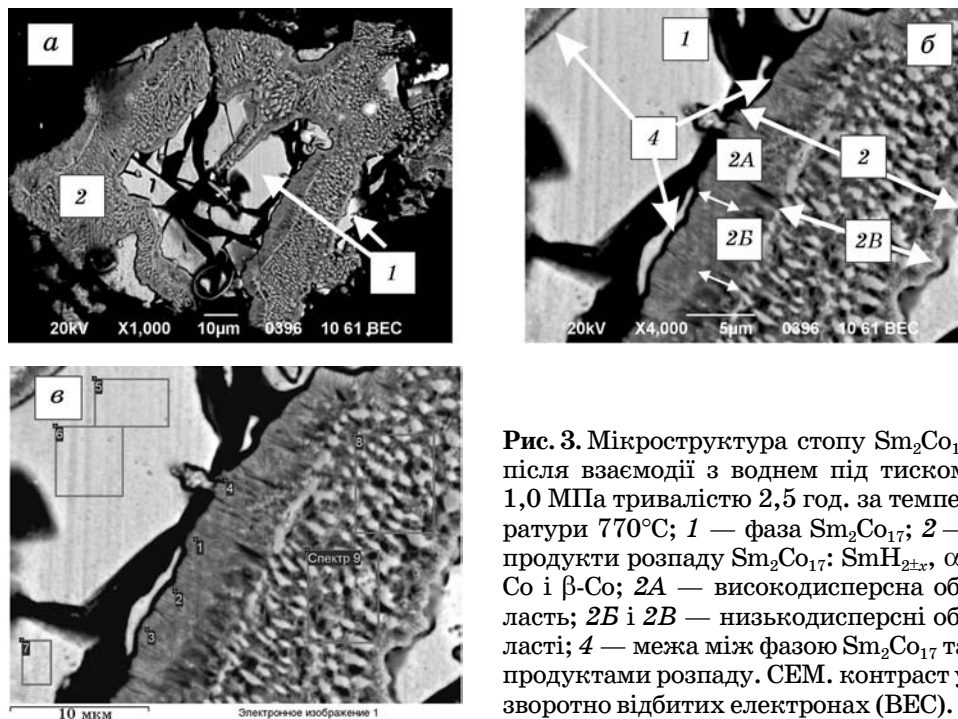 а
1
2
1
20kV X1,000 10µm 0396 10 61 BEC
1
б
4
2А
2
2Б
2В
20kV X4,000 5µm 0396 10 61 BEC
в
5
6
4
8
1
Спектр 9
2
3
7
10 мкм Электронное изображение 1
Рис. 3. Мікроструктура стопу Sm₂Co₁
після взаємодії з воднем під тиском
1,0 МПа тривалістю 2,5 год. за темпе
ратури 770°С; 1 — фаза Sm₂Co₁₇; 2 —
продукти розпаду Sm₂Co₁₇: SmH₂±ₓ, α
Co і β-Co; 2А — високодисперсна об
ласть; 2Б і 2В — низькодисперсні об
ласті; 4 — межа між фазою Sm₂Co₁₇ та
продуктами розпаду. СЕМ. контраст у
зворотно відбитих електронах (ВЕС).